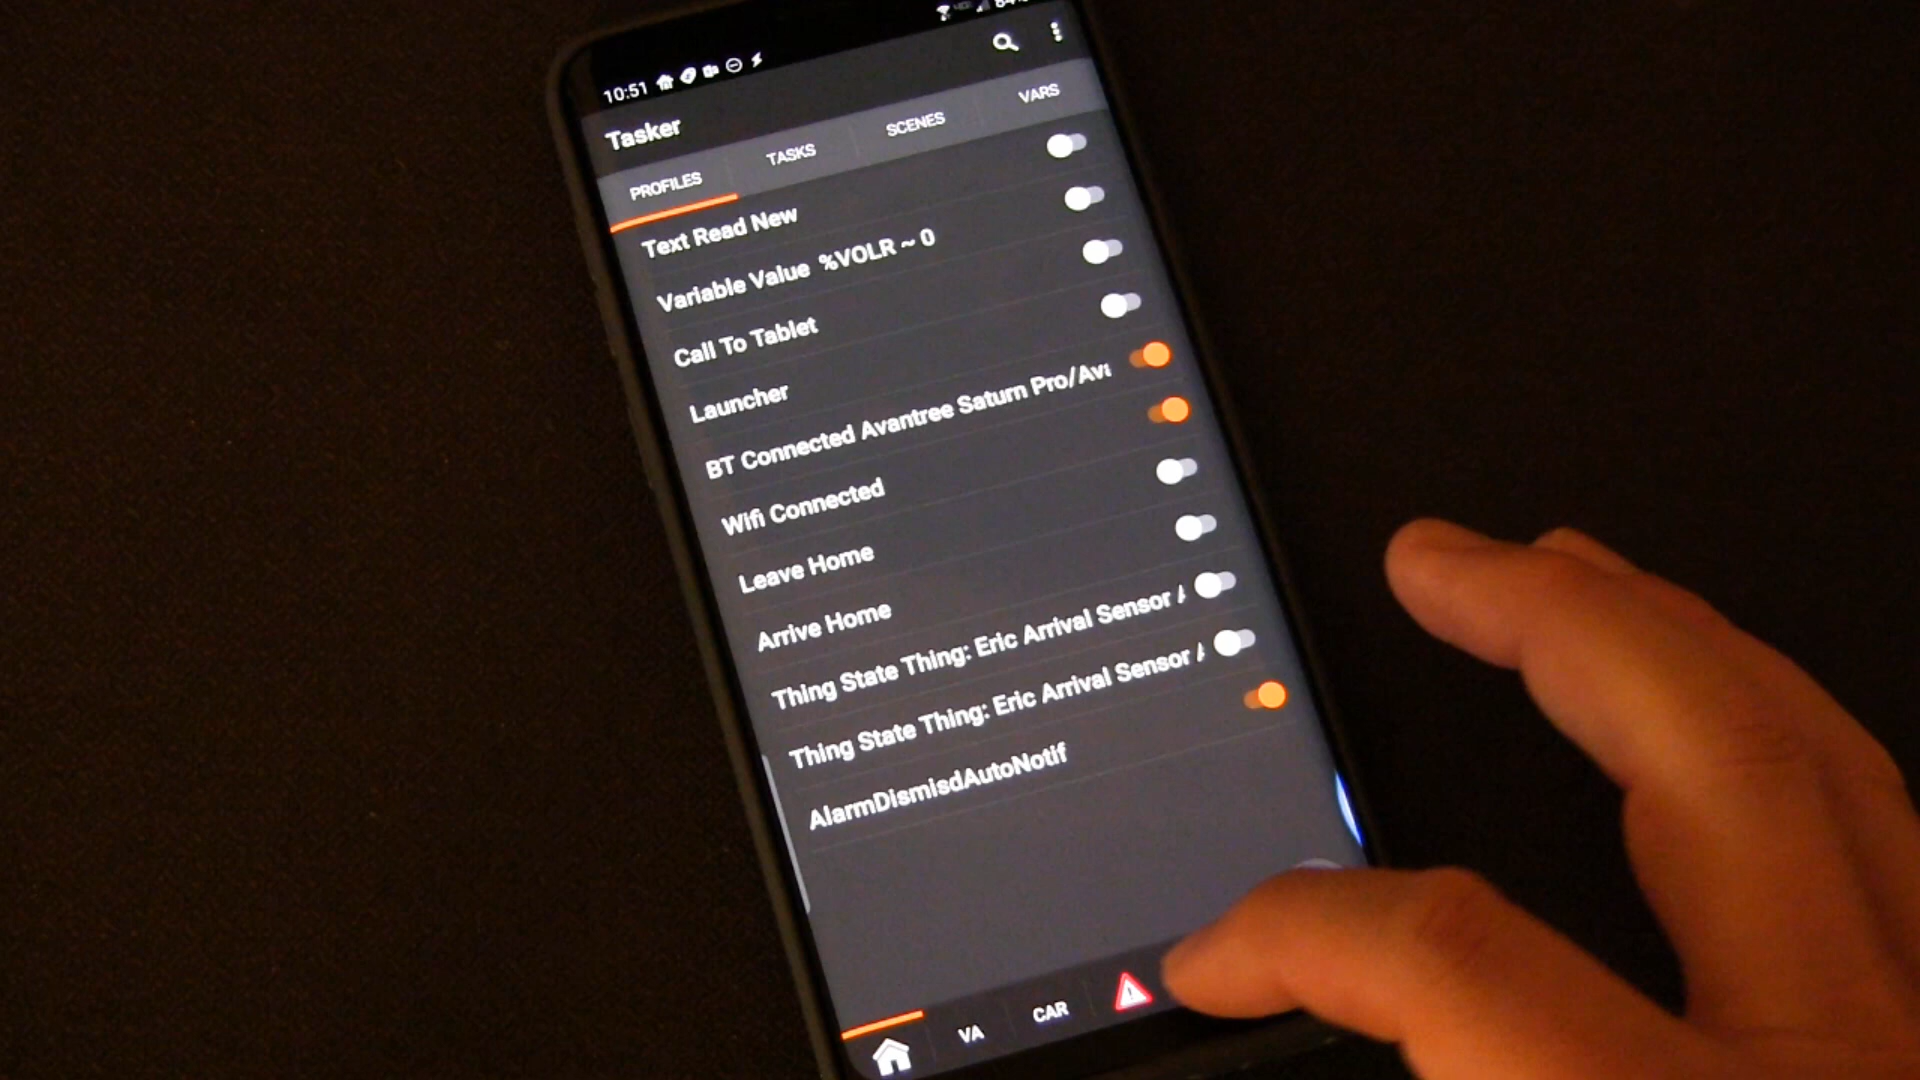 10:51
84%
Tasker
PROFILES
TASKS
SCENES
VARS
Text Read New
Variable Value %VOLR ~ 0
Call To Tablet
Launcher
BT Connected Avantree Saturn Pro/Ava
Wifi Connected
Leave Home
Arrive Home
Thing State Thing: Eric Arrival Sensor
Thing State Thing: Eric Arrival Sensor
AlarmDismisdAutoNotif
VA
CAR